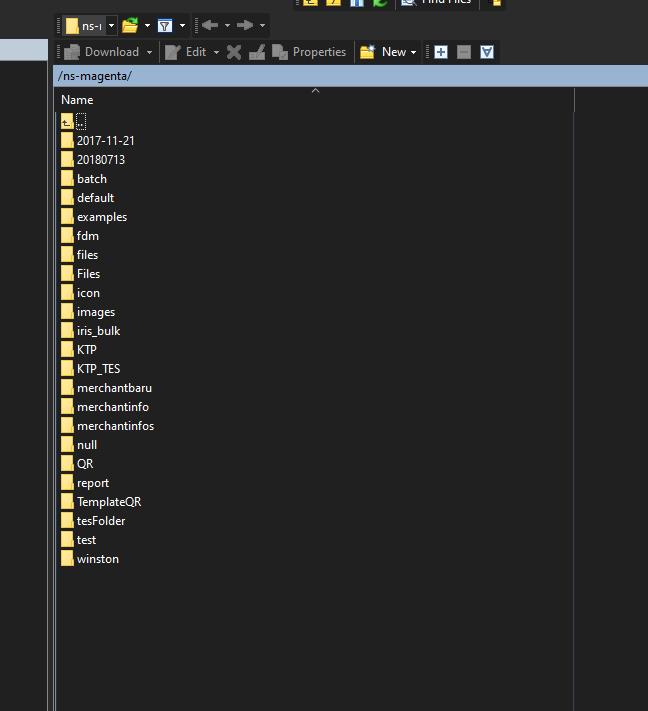 Find Files
ns-
Download Edit Properties New
/ns-magenta/
Name
..
2017-11-21
20180713
batch
default
examples
fdm
files
Files
icon
images
iris_bulk
KTP
KTP_TES
merchantbaru
merchantinfo
merchantinfos
null
QR
report
TemplateQR
tesFolder
test
winston